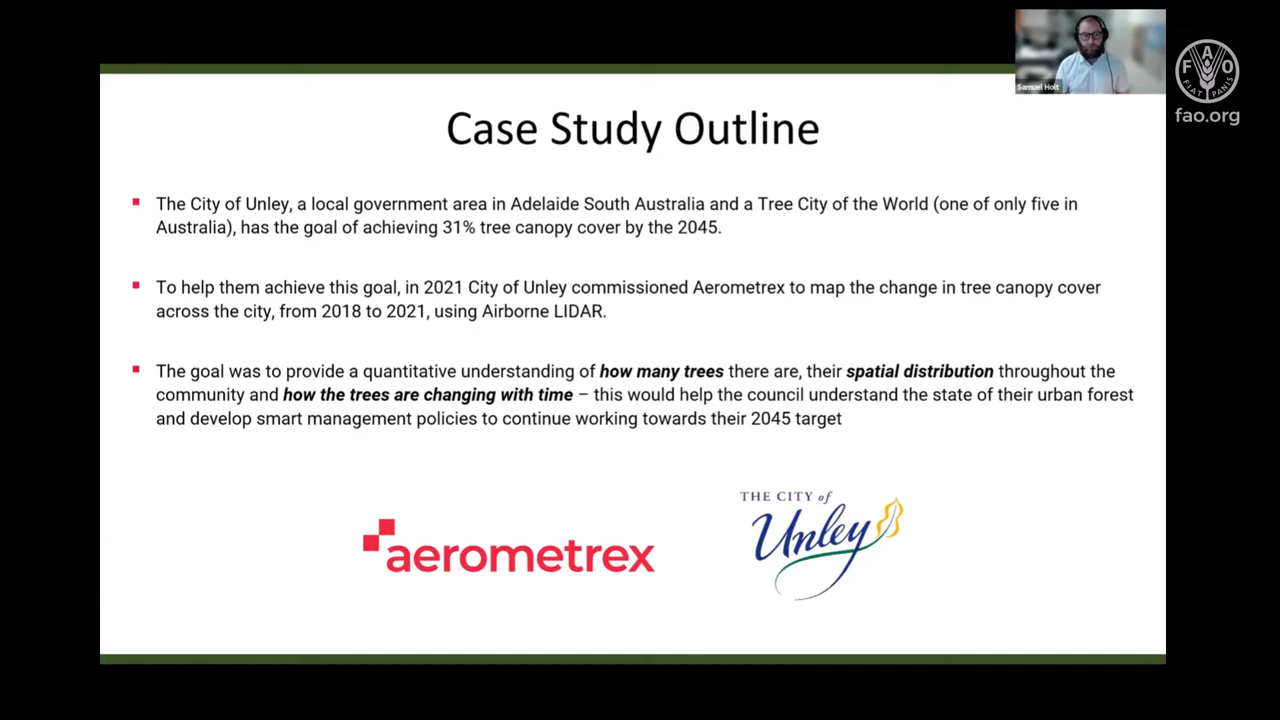 Samuel Holt
F A O
FIAT PANIS
fao.org
Case Study Outline
The City of Unley, a local government area in Adelaide South Australia and a Tree City of the World (one of only five in
Australia), has the goal of achieving 31% tree canopy cover by the 2045.
To help them achieve this goal, in 2021 City of Unley commissioned Aerometrex to map the change in tree canopy cover
across the city, from 2018 to 2021, using Airborne LIDAR.
The goal was to provide a quantitative understanding of how many trees there are, their spatial distribution throughout the
community and how the trees are changing with time – this would help the council understand the state of their urban forest
and develop smart management policies to continue working towards their 2045 target
aerometrex
THE CITY of
Unley